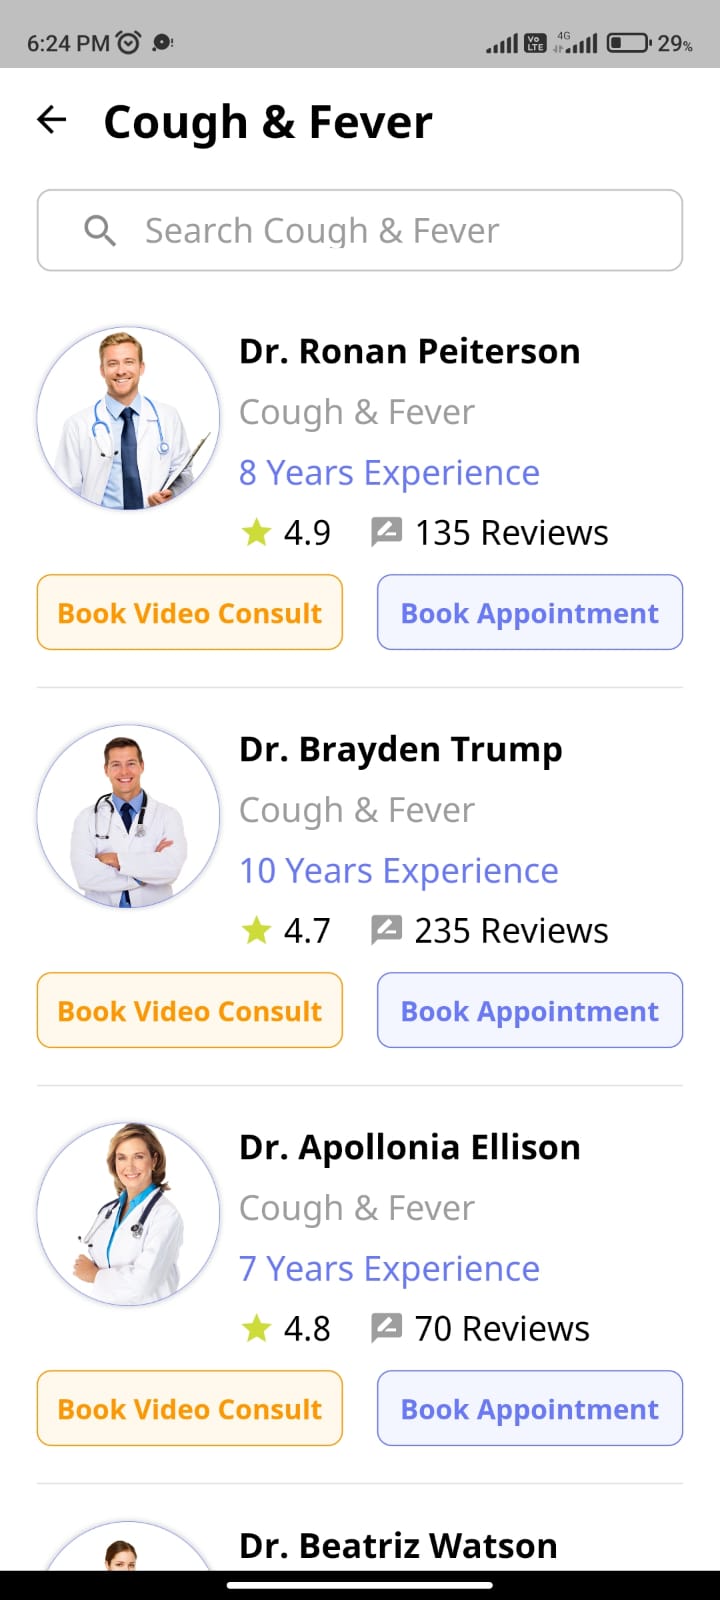 6:24 PM Vo LTE 4G 29%
Cough & Fever
Search Cough & Fever
Dr. Ronan Peiterson
Cough & Fever
8 Years Experience
4.9 135 Reviews
Book Video Consult Book Appointment
Dr. Brayden Trump
Cough & Fever
10 Years Experience
4.7 235 Reviews
Book Video Consult Book Appointment
Dr. Apollonia Ellison
Cough & Fever
7 Years Experience
4.8 70 Reviews
Book Video Consult Book Appointment
Dr. Beatriz Watson